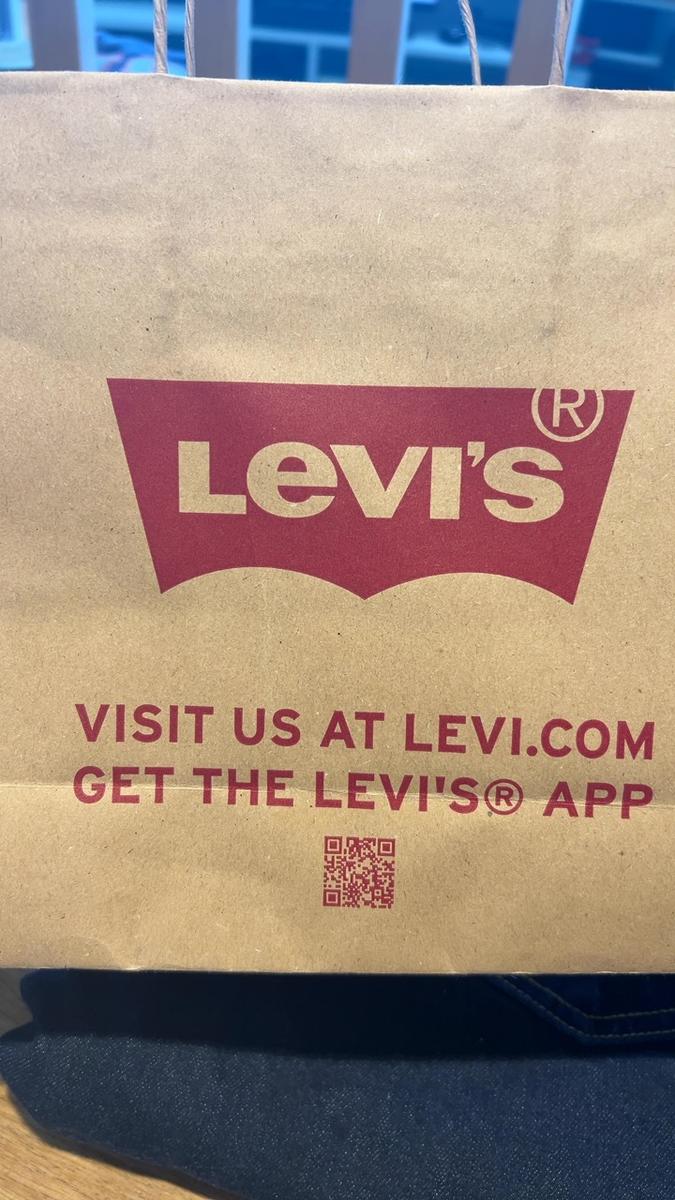 Levi's®
VISIT US AT LEVI.COM
GET THE LEVI'S® APP